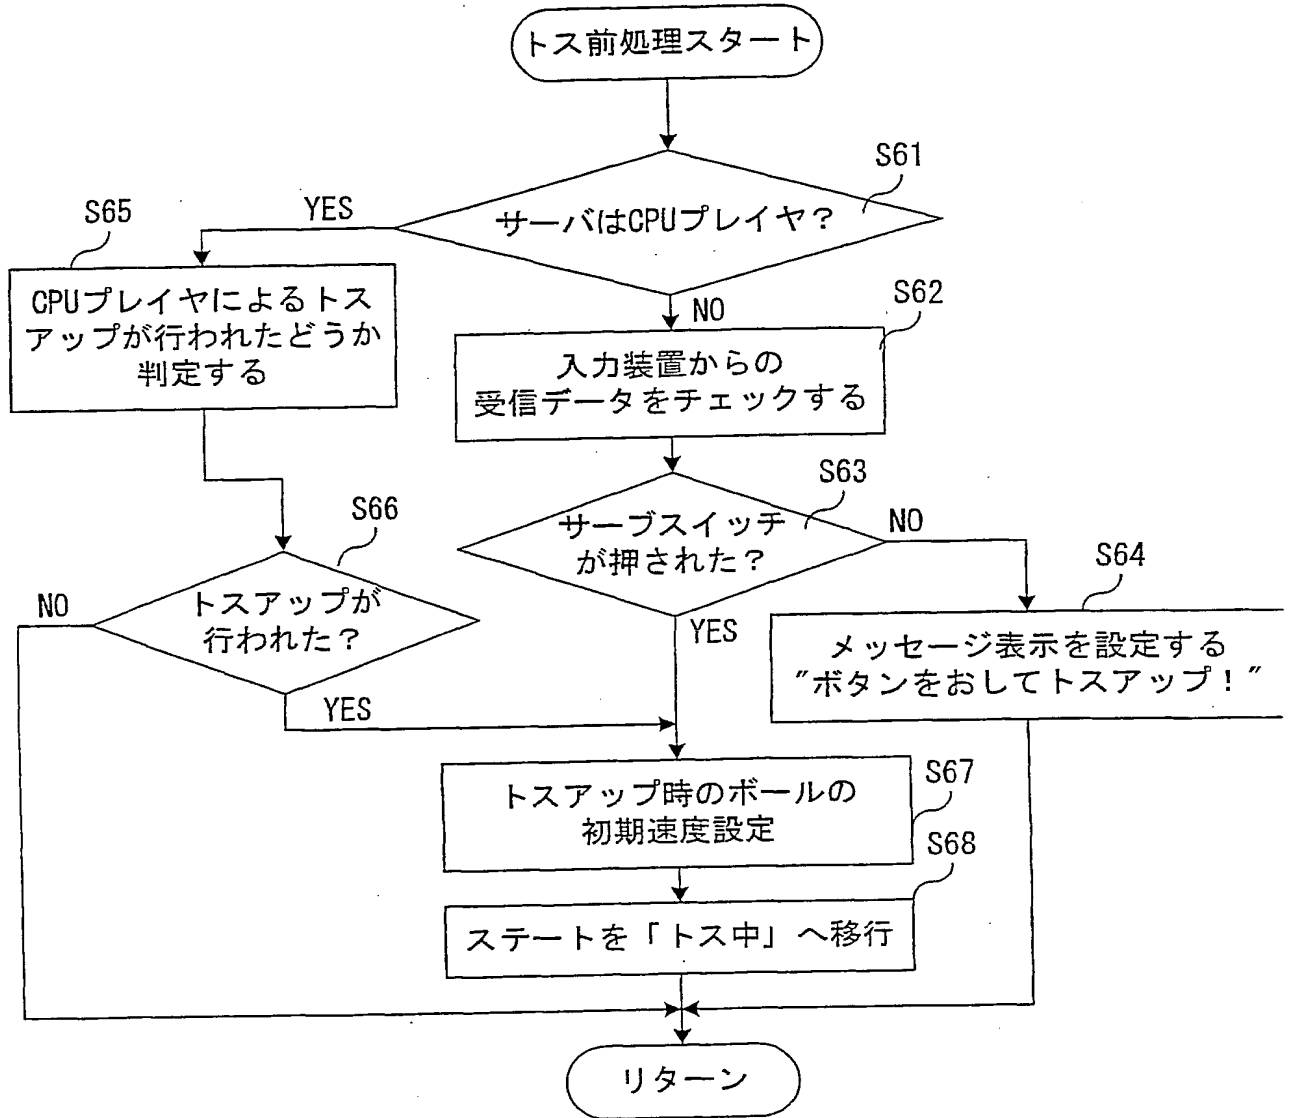 トス前処理スタート
S61
サーバはCPUプレイヤ？
YES
NO
S65
CPUプレイヤによるトス
アップが行われたどうか
判定する
S62
入力装置からの
受信データをチェックする
S63
サーブスイッチ
が押された？
NO
YES
S64
メッセージ表示を設定する
"ボタンをおしてトスアップ！"
S66
トスアップが
行われた？
NO
YES
S67
トスアップ時のボールの
初期速度設定
S68
ステートを「トス中」へ移行
リターン